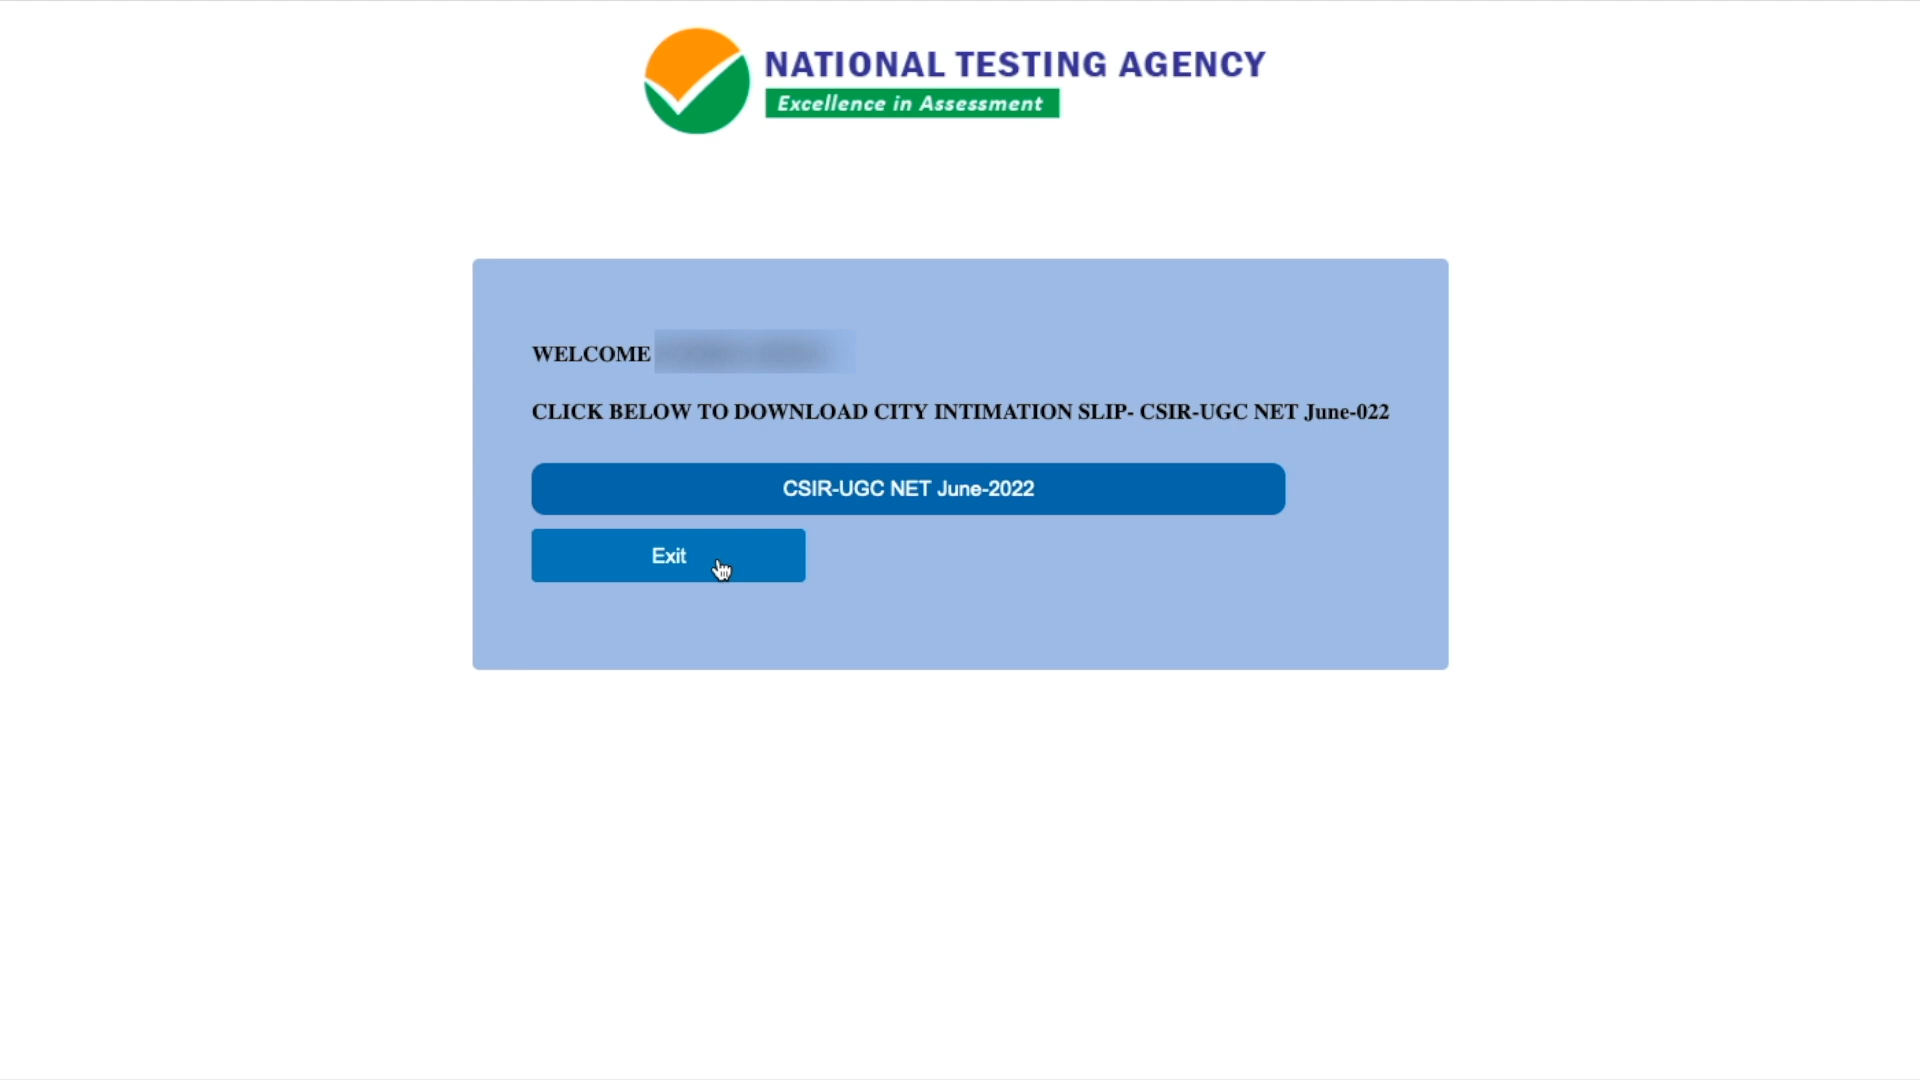 NATIONAL TESTING AGENCY
Excellence in Assessment
WELCOME
CLICK BELOW TO DOWNLOAD CITY INTIMATION SLIP- CSIR-UGC NET June-022
CSIR-UGC NET June-2022
Exit